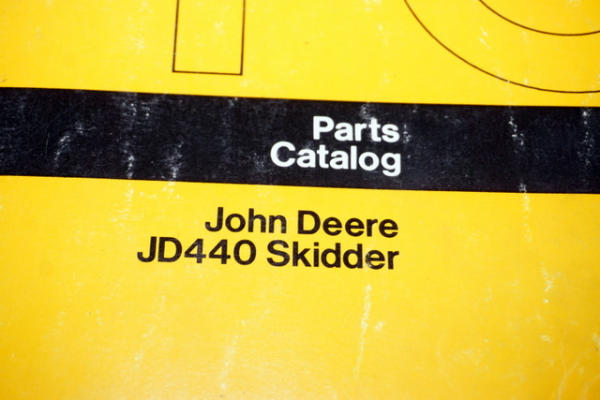 Parts
Catalog
John Deere
JD440 Skidder